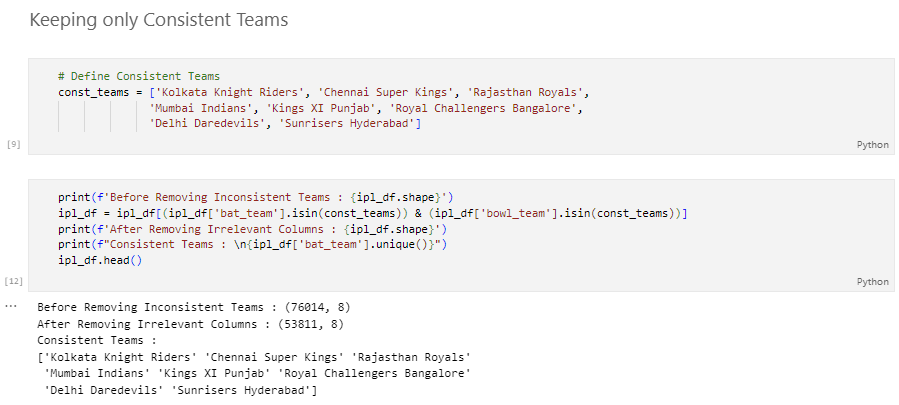 Keeping only Consistent Teams
# Define Consistent Teams
const_teams = ['Kolkata Knight Riders', 'Chennai Super Kings', 'Rajasthan Royals',
'Mumbai Indians', 'Kings XI Punjab', 'Royal Challengers Bangalore',
'Delhi Daredevils', 'Sunrisers Hyderabad']
[9]
Python
print(f'Before Removing Inconsistent Teams : {ipl_df.shape}')
ipl_df = ipl_df[(ipl_df['bat_team'].isin(const_teams)) & (ipl_df['bowl_team'].isin(const_teams))]
print(f'After Removing Irrelevant Columns : {ipl_df.shape}')
print(f"Consistent Teams : \n{ipl_df['bat_team'].unique()}")
ipl_df.head()
[12]
Python
... Before Removing Inconsistent Teams : (76014, 8)
After Removing Irrelevant Columns : (53811, 8)
Consistent Teams :
['Kolkata Knight Riders' 'Chennai Super Kings' 'Rajasthan Royals'
'Mumbai Indians' 'Kings XI Punjab' 'Royal Challengers Bangalore'
'Delhi Daredevils' 'Sunrisers Hyderabad']